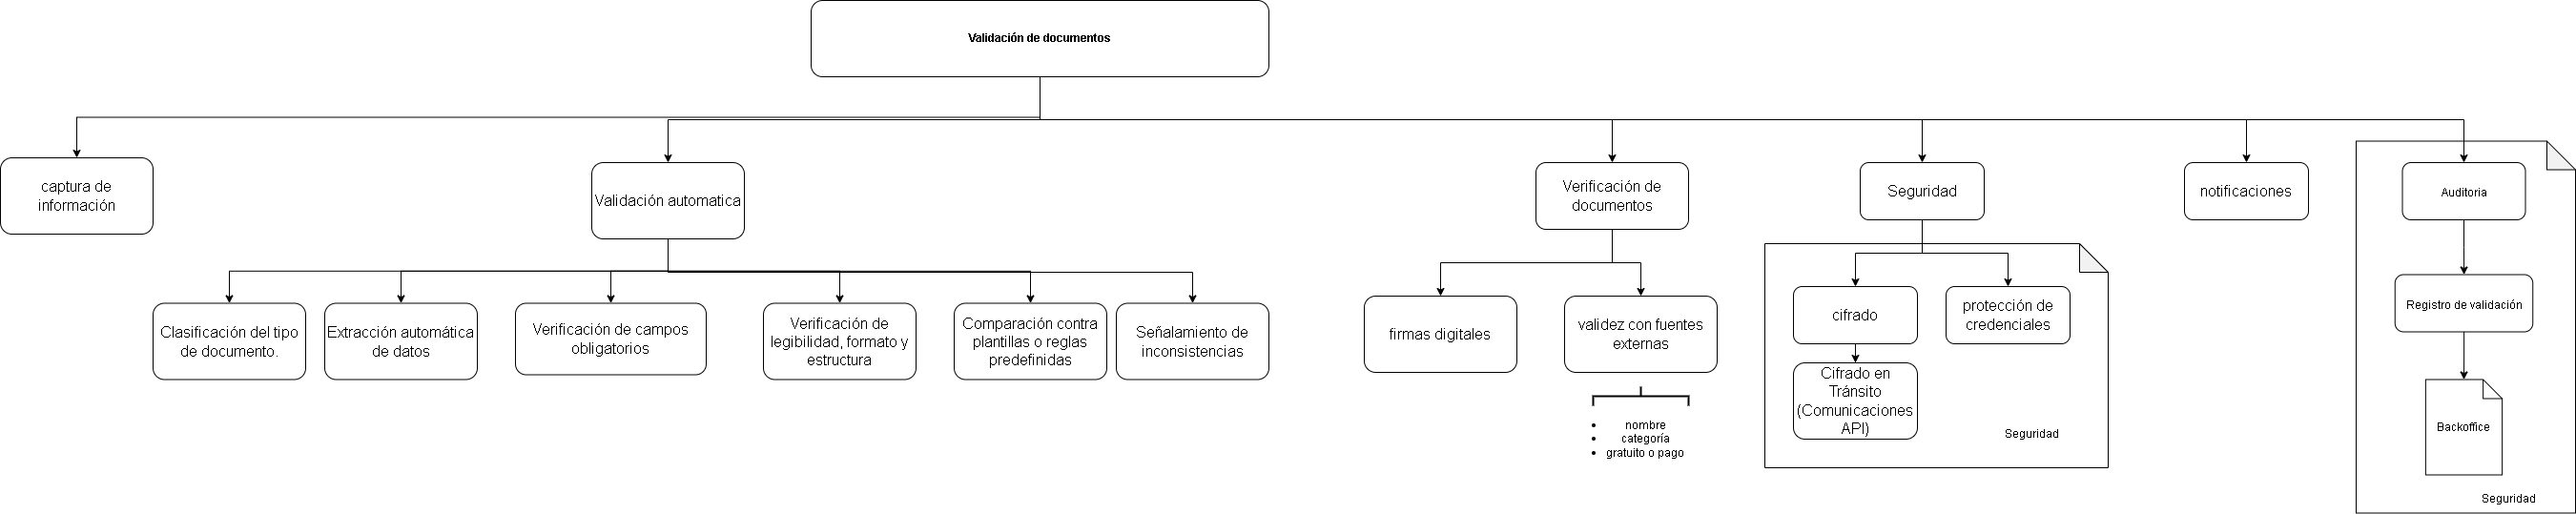 Validación de documentos
captura de
información
Validación automatica
Verificación de
documentos
Seguridad
notificaciones
Auditoria
Clasificación del tipo
de documento.
Extracción automática
de datos
Verificación de campos
obligatorios
Verificación de
legibilidad, formato y
estructura
Comparación contra
plantillas o reglas
predefinidas
Señalamiento de
inconsistencias
firmas digitales
validez con fuentes
externas
nombre
categoría
gratuito o pago
cifrado
protección de
credenciales
Cifrado en
Tránsito
(Comunicaciones
API)
Seguridad
Registro de validación
Backoffice
Seguridad